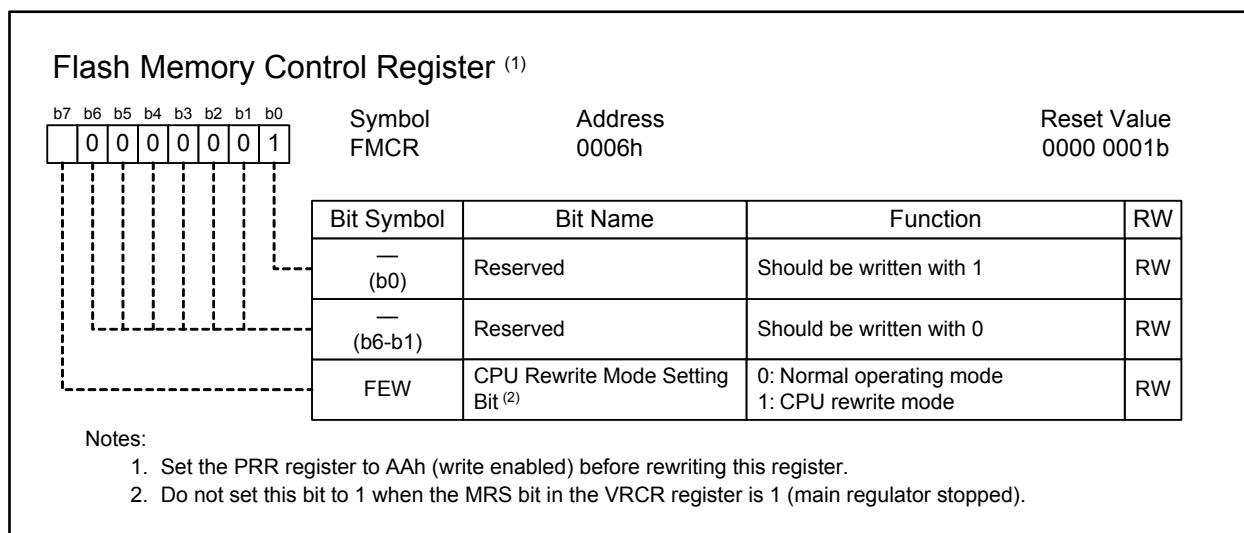 Flash Memory Control Register (1)
b7 b6 b5 b4 b3 b2 b1 b0
0 0 0 0 0 0 1
Symbol Address Reset Value
FMCR 0006h 0000 0001b
Bit Symbol Bit Name Function RW
—
(b0) Reserved Should be written with 1 RW
—
(b6-b1) Reserved Should be written with 0 RW
FEW CPU Rewrite Mode Setting Bit (2) 0: Normal operating mode RW
1: CPU rewrite mode
Notes:
1. Set the PRR register to AAh (write enabled) before rewriting this register.
2. Do not set this bit to 1 when the MRS bit in the VRCR register is 1 (main regulator stopped).